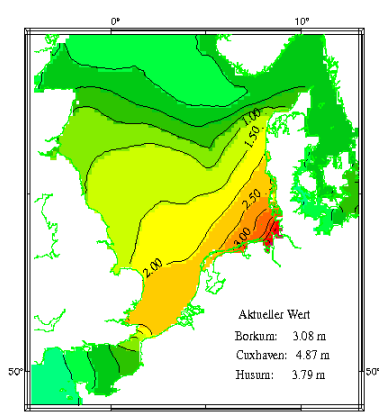 0° 10°
1.00
1.50
2.50
3.00
2.00
Aktueller Wert
Borkum: 3.08 m
Cuxhaven: 4.87 m
Husum: 3.79 m
50° 50°